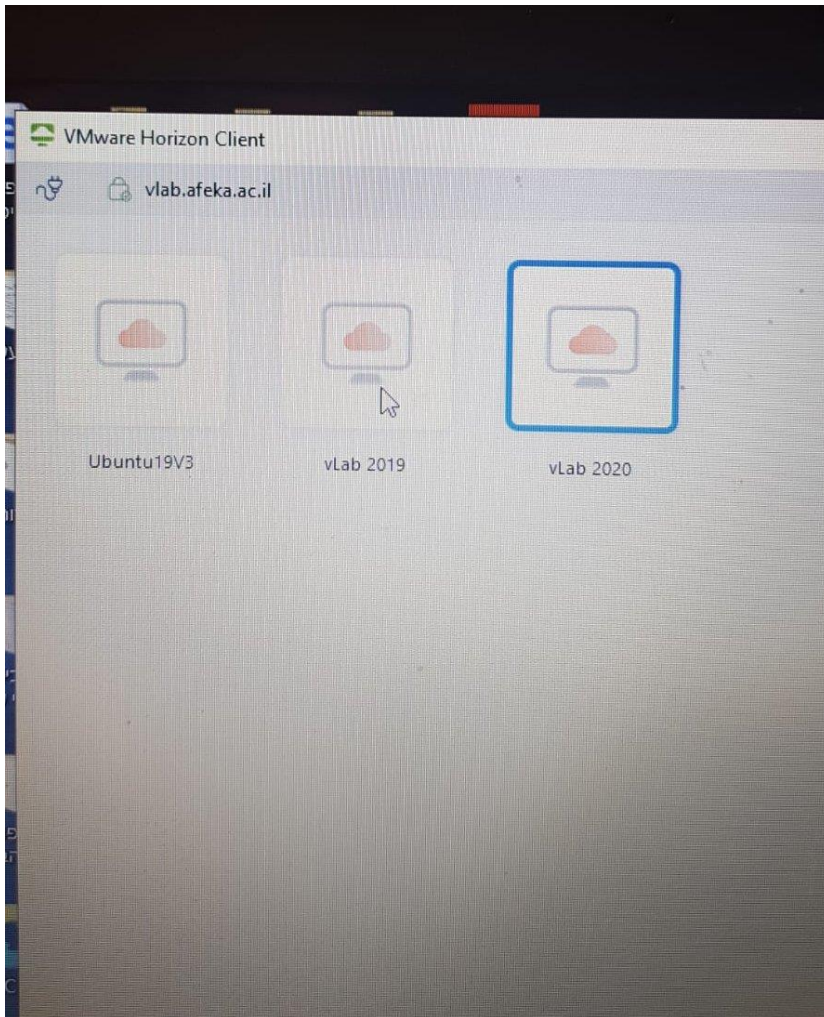 VMware Horizon Client
vlab.afeka.ac.il
Ubuntu19V3
vLab 2019
vLab 2020